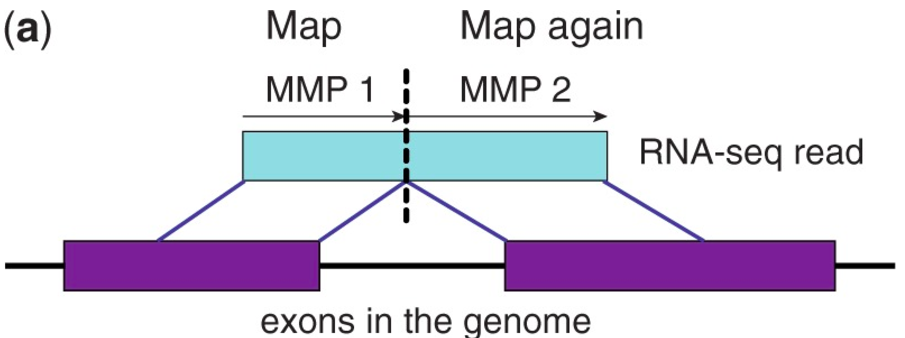 (a) Map Map again
MMP 1 MMP 2
RNA-seq read
exons in the genome